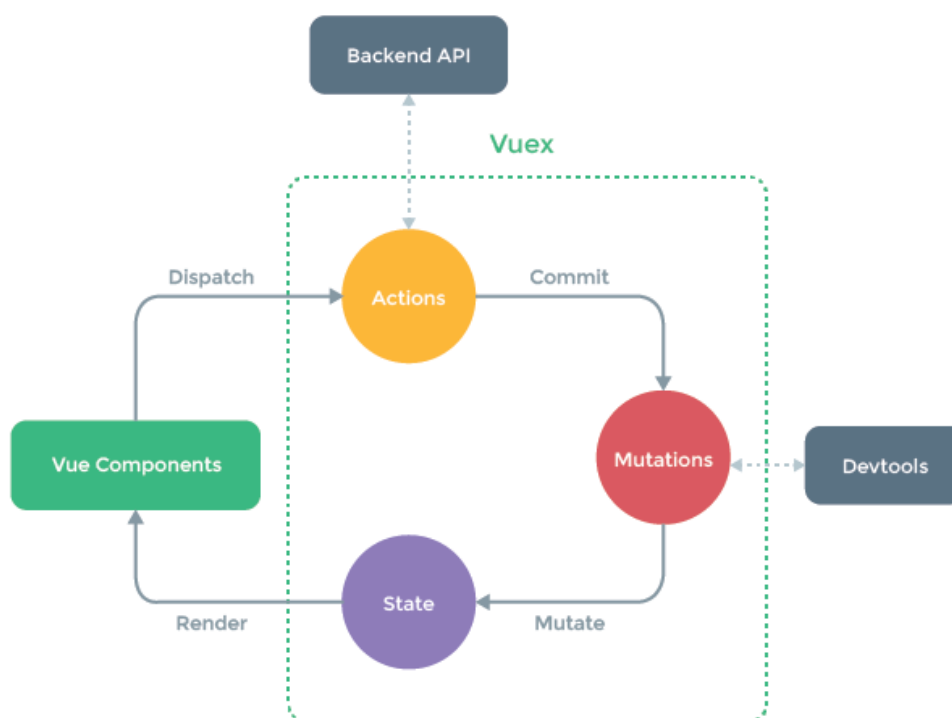 Backend API
Vuex
Dispatch
Commit
Actions
Mutations
Vue Components
Devtools
State
Render
Mutate